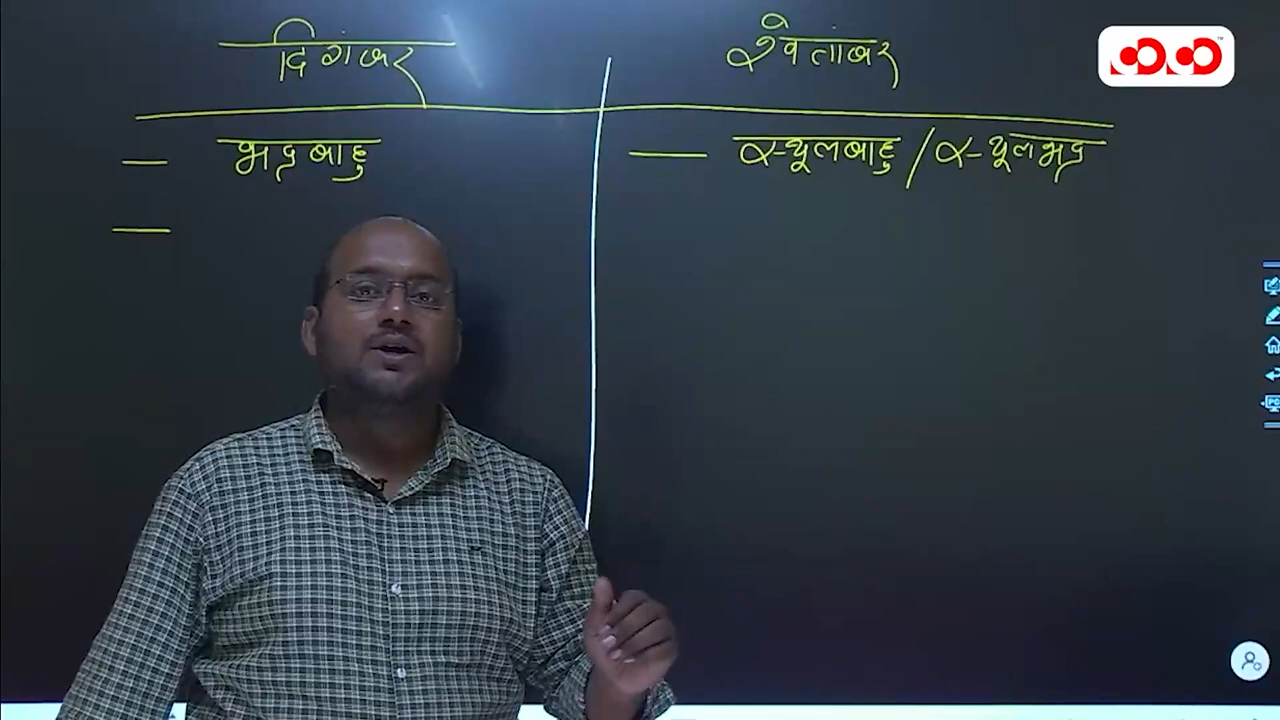 दिगंबर श्वेतांबर
— भद्रबाहु — स्थूलबाहु / स्थूलभद्र
—